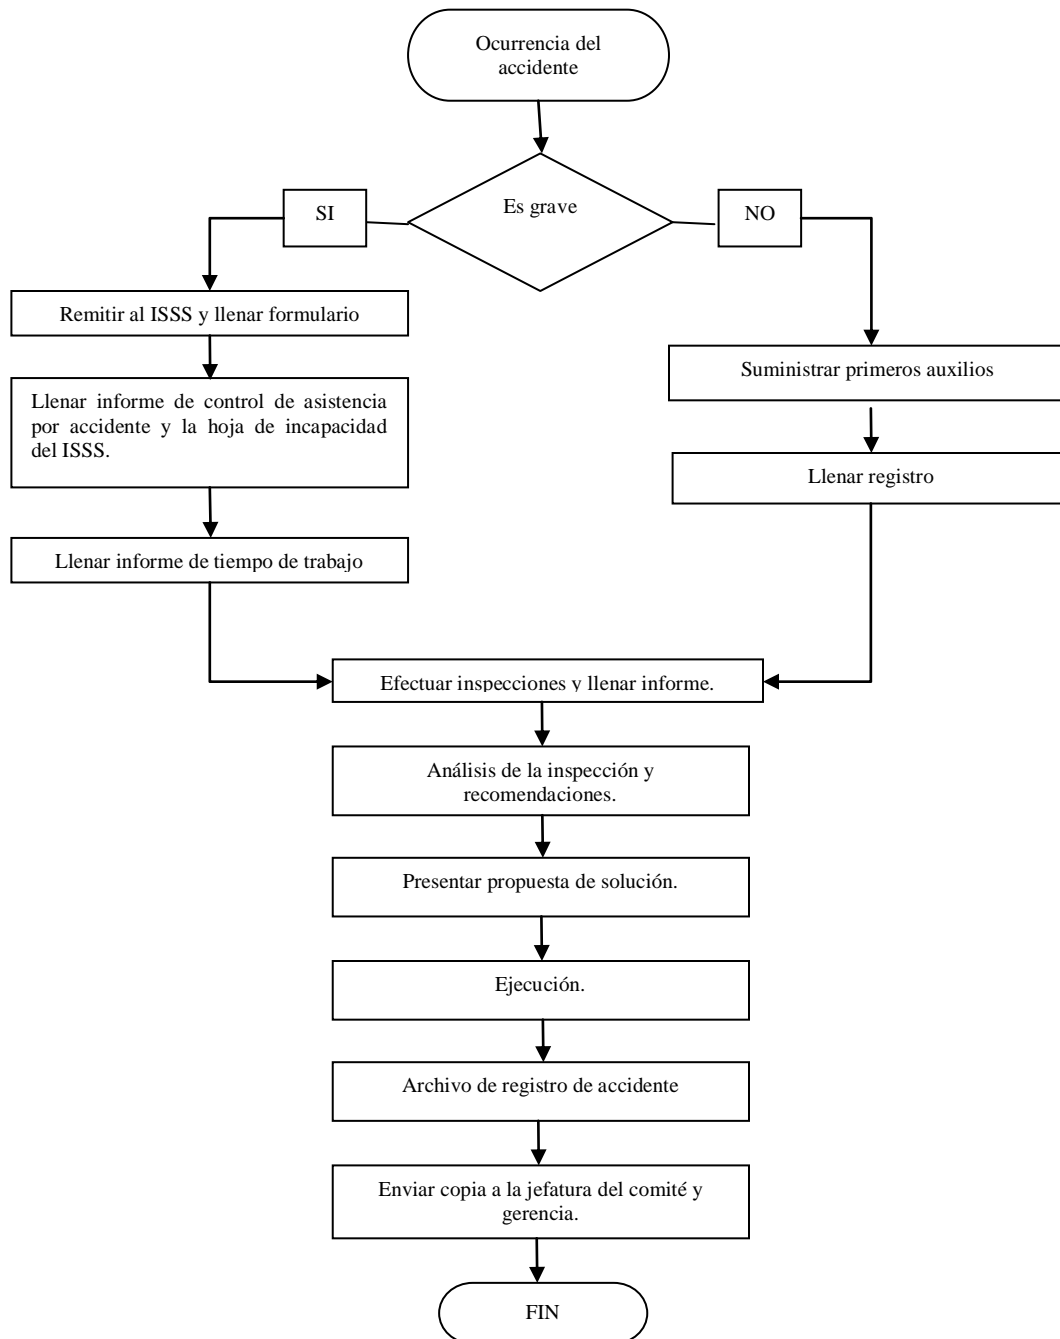 Ocurrencia del
accidente
Es grave
SI
NO
Remitir al ISSS y llenar formulario
Suministrar primeros auxilios
Llenar informe de control de asistencia
por accidente y la hoja de incapacidad
del ISSS.
Llenar registro
Llenar informe de tiempo de trabajo
Efectuar inspecciones y llenar informe.
Análisis de la inspección y
recomendaciones.
Presentar propuesta de solución.
Ejecución.
Archivo de registro de accidente
Enviar copia a la jefatura del comité y
gerencia.
FIN